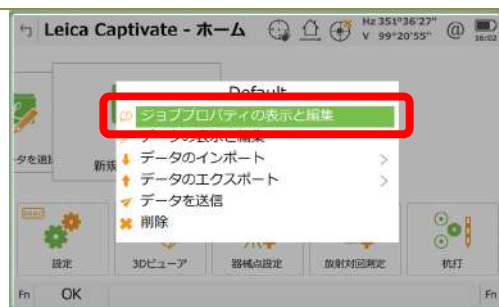 Leica Captivate - ホーム
Hz 351°36'27"
V 99°20'55"
@
16:02
Default
ジョブプロパティの表示と編集
データの表示と編集
データのインポート >
データのエクスポート >
データを送信
削除
ータを選
新規
設定
3Dビューア
器械点設定
放射対回測定
杭打
Fn OK Fn